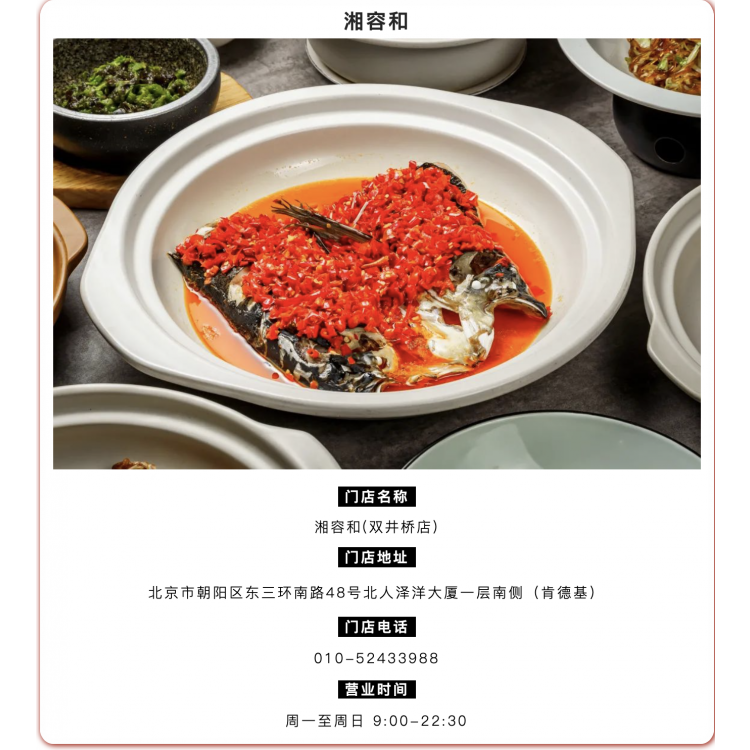 湘容和
门店名称
湘容和(双井桥店)
门店地址
北京市朝阳区东三环南路48号北人泽洋大厦一层南侧（肯德基）
门店电话
010-52433988
营业时间
周一至周日 9:00-22:30